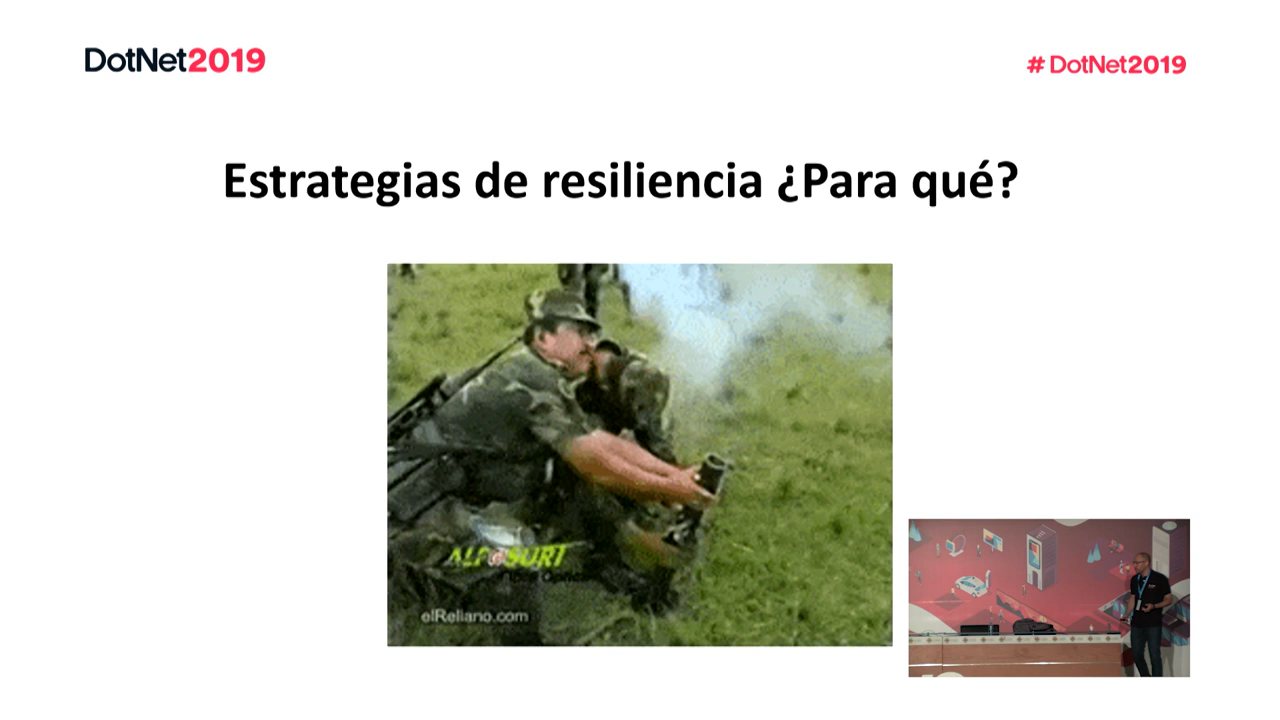 DotNet2019
# DotNet2019
Estrategias de resiliencia ¿Para qué?
elReliano.com